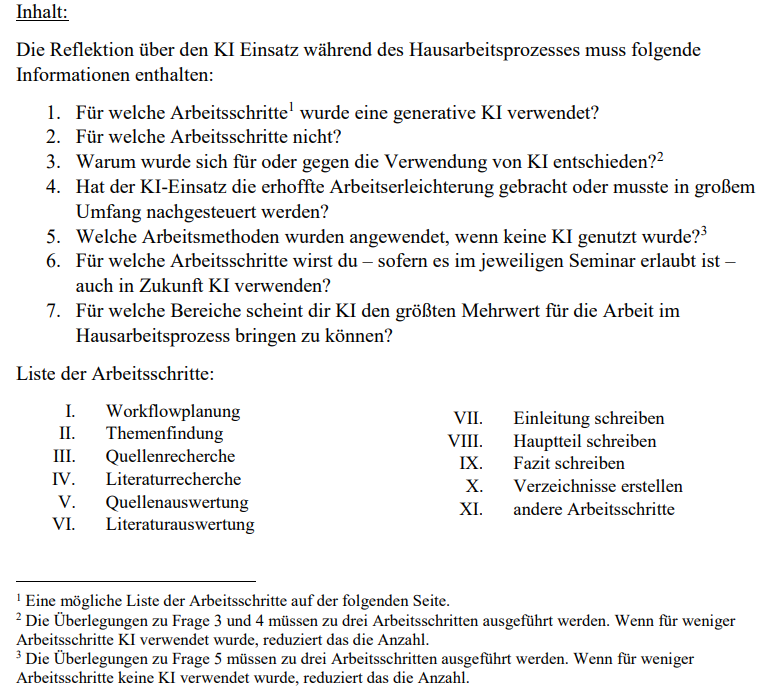 Inhalt:
Die Reflektion über den KI Einsatz während des Hausarbeitsprozesses muss folgende
Informationen enthalten:
1. Für welche Arbeitsschritte¹ wurde eine generative KI verwendet?
2. Für welche Arbeitsschritte nicht?
3. Warum wurde sich für oder gegen die Verwendung von KI entschieden?²
4. Hat der KI-Einsatz die erhoffte Arbeitserleichterung gebracht oder musste in großem
Umfang nachgesteuert werden?
5. Welche Arbeitsmethoden wurden angewendet, wenn keine KI genutzt wurde?³
6. Für welche Arbeitsschritte wirst du – sofern es im jeweiligen Seminar erlaubt ist –
auch in Zukunft KI verwenden?
7. Für welche Bereiche scheint dir KI den größten Mehrwert für die Arbeit im
Hausarbeitsprozess bringen zu können?
Liste der Arbeitsschritte:
I. Workflowplanung
II. Themenfindung
III. Quellenrecherche
IV. Literaturrecherche
V. Quellenauswertung
VI. Literaturauswertung
VII. Einleitung schreiben
VIII. Hauptteil schreiben
IX. Fazit schreiben
X. Verzeichnisse erstellen
XI. andere Arbeitsschritte
¹ Eine mögliche Liste der Arbeitsschritte auf der folgenden Seite.
² Die Überlegungen zu Frage 3 und 4 müssen zu drei Arbeitsschritten ausgeführt werden. Wenn für weniger
Arbeitsschritte KI verwendet wurde, reduziert das die Anzahl.
³ Die Überlegungen zu Frage 5 müssen zu drei Arbeitsschritten ausgeführt werden. Wenn für weniger
Arbeitsschritte keine KI verwendet wurde, reduziert das die Anzahl.